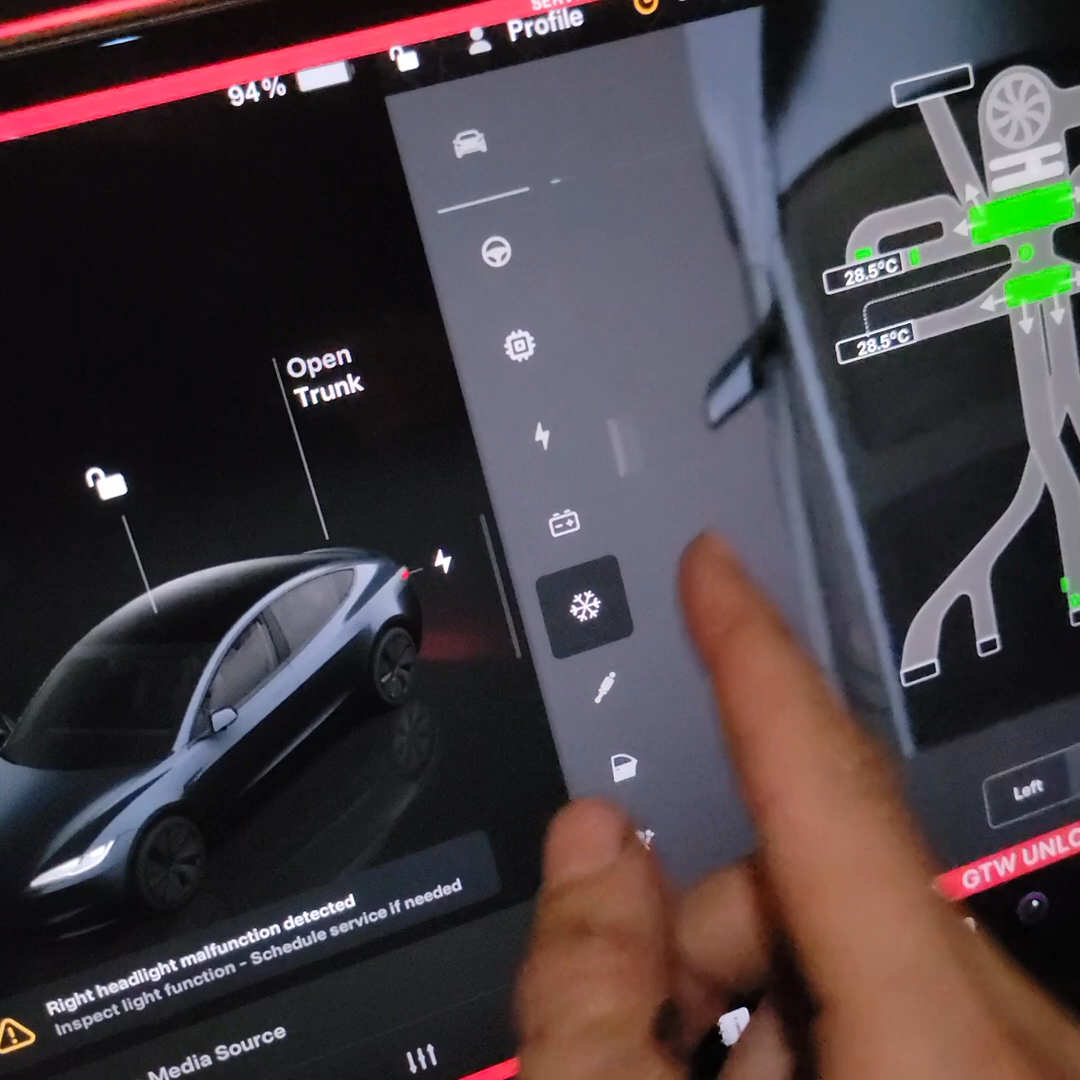 Profile
94%
28.5°C
28.5°C
Open
Trunk
Left
GTW UNLO
Right headlight malfunction detected
Inspect light function - Schedule service if needed
Media Source